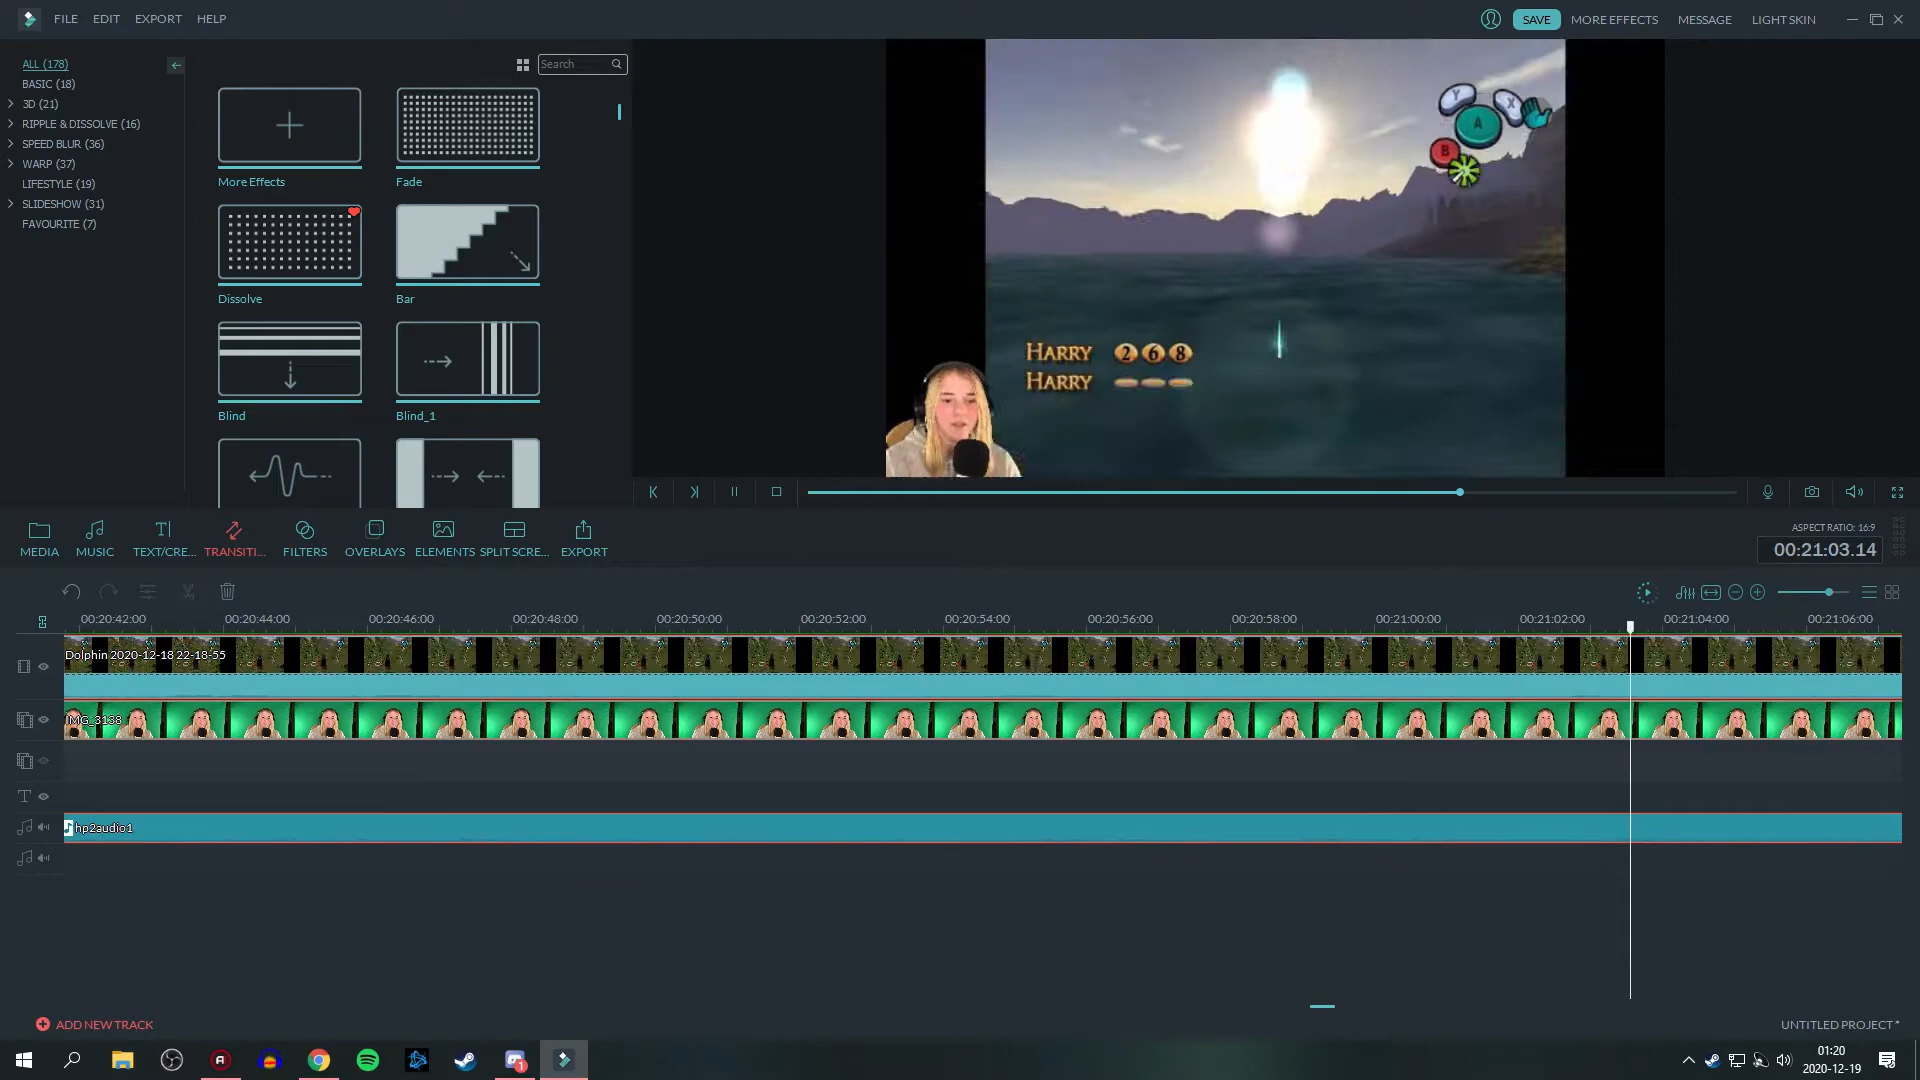 FILE EDIT EXPORT HELP
SAVE MORE EFFECTS MESSAGE LIGHT SKIN
ALL (178)
BASIC (18)
3D (21)
RIPPLE & DISSOLVE (16)
SPEED BLUR (36)
WARP (37)
LIFESTYLE (19)
SLIDESHOW (31)
FAVOURITE (7)
Search
More Effects Fade
Dissolve Bar
Blind Blind_1
Y X
A
B
HARRY 2 6 8
HARRY
MEDIA MUSIC TEXT/CRE... TRANSITI... FILTERS OVERLAYS ELEMENTS SPLIT SCRE... EXPORT
ASPECT RATIO: 16:9
00:21:03.14
00:20:42:00 00:20:44:00 00:20:46:00 00:20:48:00 00:20:50:00 00:20:52:00 00:20:54:00 00:20:56:00 00:20:58:00 00:21:00:00 00:21:02:00 00:21:04:00 00:21:06:00
Dolphin 2020-12-18 22-18-55
IMG_3138
hp2audio1
ADD NEW TRACK
UNTITLED PROJECT *
1
01:20
2020-12-19